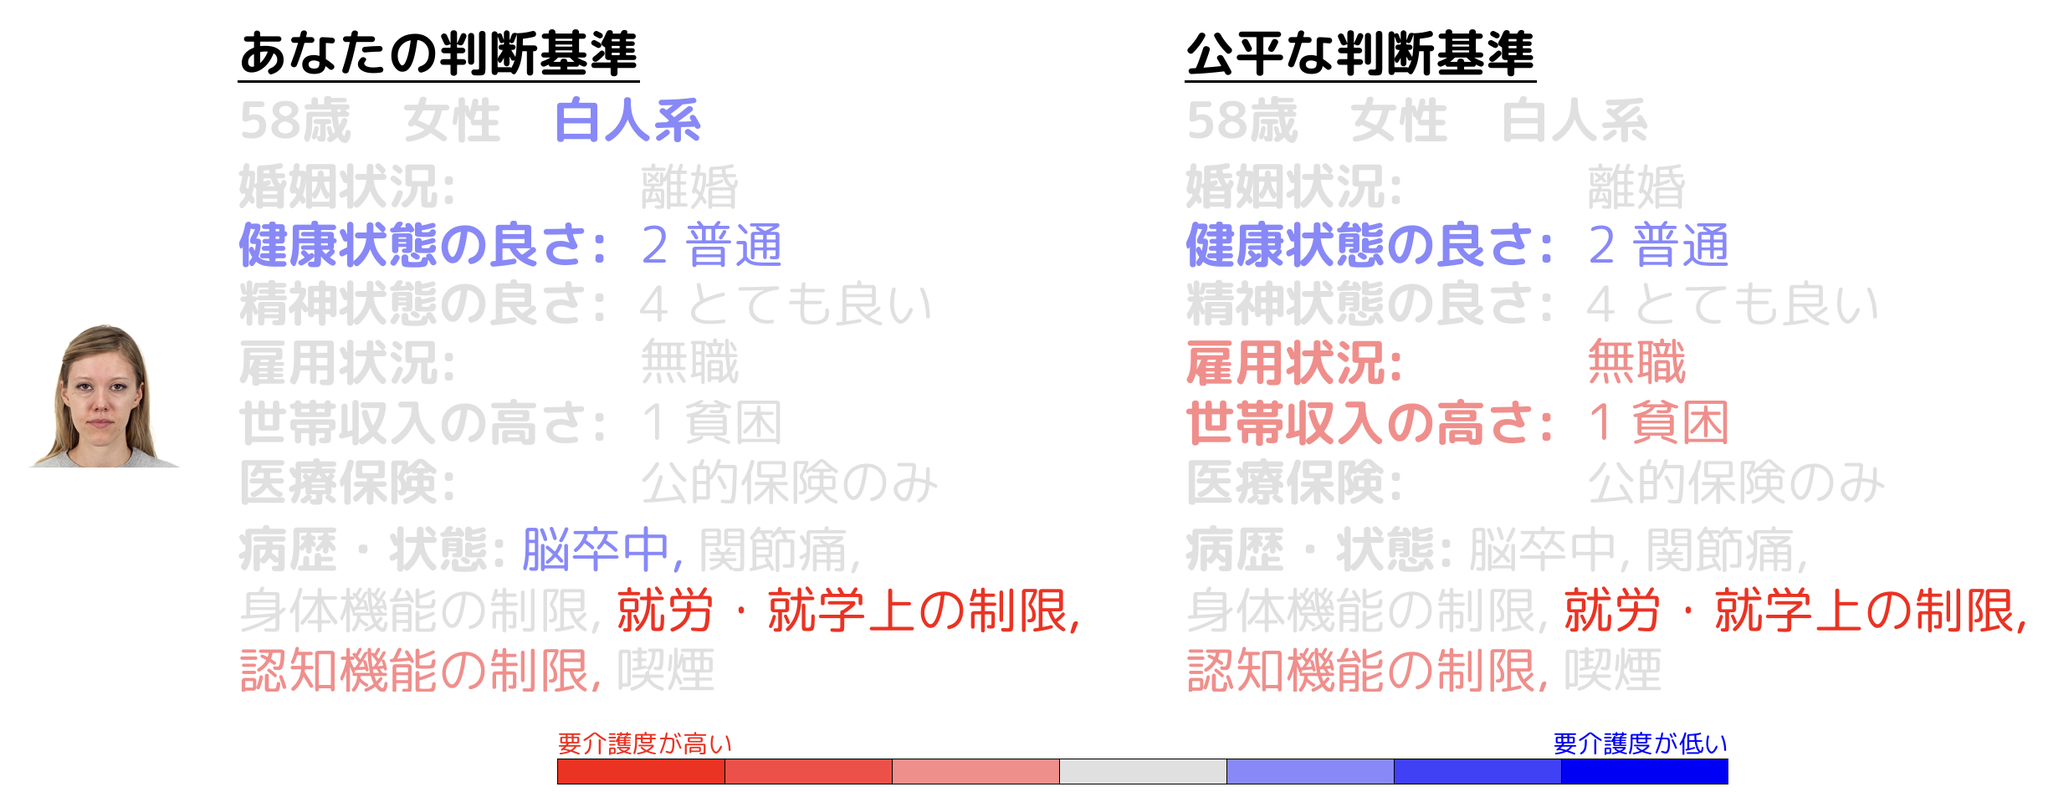 あなたの判断基準
58歳 女性 白人系
婚姻状況: 離婚
健康状態の良さ: 2 普通
精神状態の良さ: 4 とても良い
雇用状況: 無職
世帯収入の高さ: 1 貧困
医療保険: 公的保険のみ
病歴・状態: 脳卒中, 関節痛,
身体機能の制限, 就労・就学上の制限,
認知機能の制限, 喫煙
公平な判断基準
58歳 女性 白人系
婚姻状況: 離婚
健康状態の良さ: 2 普通
精神状態の良さ: 4 とても良い
雇用状況: 無職
世帯収入の高さ: 1 貧困
医療保険: 公的保険のみ
病歴・状態: 脳卒中, 関節痛,
身体機能の制限, 就労・就学上の制限,
認知機能の制限, 喫煙
要介護度が高い
要介護度が低い